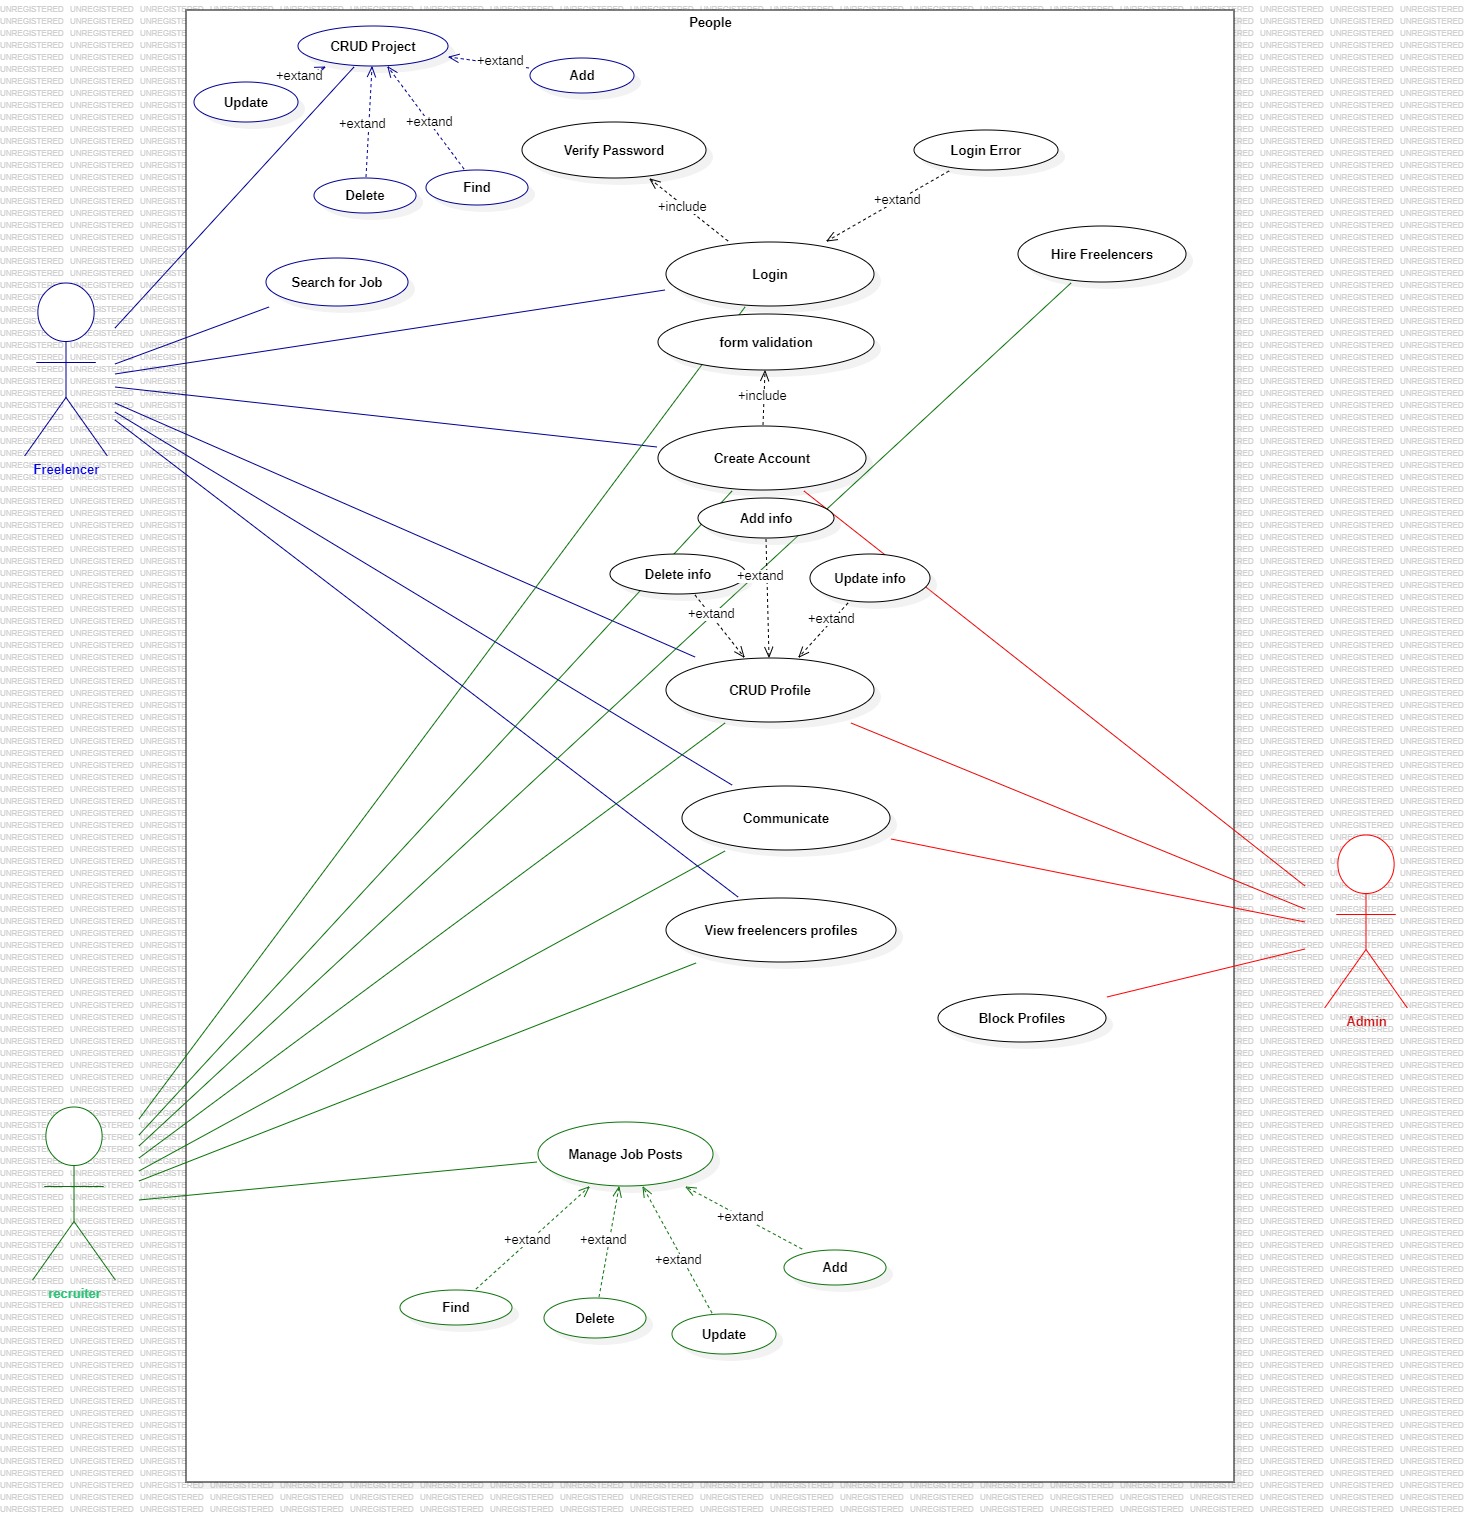 People
CRUD Project
+extand
Add
+extand
Update
+extand
+extand
Delete
Find
Verify Password
Login Error
+include
+extand
Login
Hire Freelencers
Search for Job
form validation
+include
Create Account
Freelencer
Add info
Delete info
+extand
Update info
+extand
+extand
CRUD Profile
Communicate
View freelencers profiles
Block Profiles
Admin
Manage Job Posts
recruiter
+extand
+extand
+extand
+extand
Add
Find
Delete
Update
UNREGISTERED